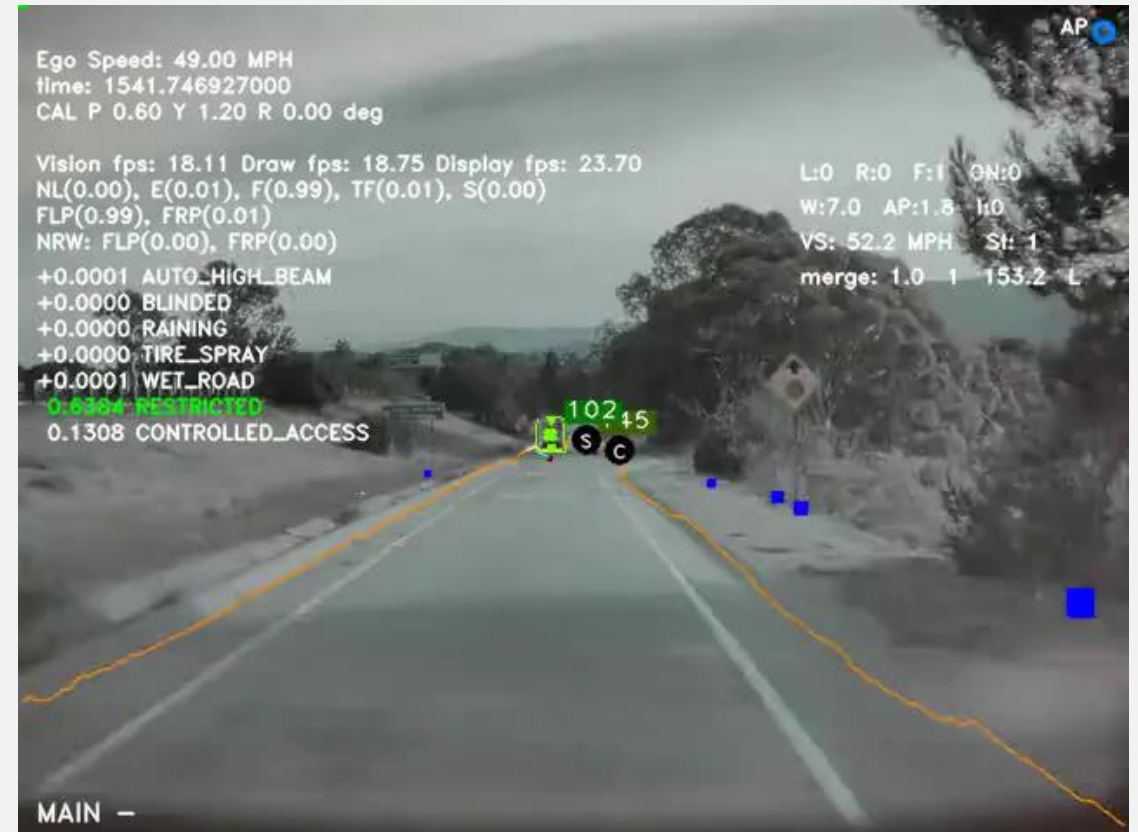 AP
Ego Speed: 49.00 MPH
time: 1541.746927000
CAL P 0.60 Y 1.20 R 0.00 deg
Vision fps: 18.11 Draw fps: 18.75 Display fps: 23.70
NL(0.00), E(0.01), F(0.99), TF(0.01), S(0.00)
FLP(0.99), FRP(0.01)
NRW: FLP(0.00), FRP(0.00)
+0.0001 AUTO_HIGH_BEAM
+0.0000 BLINDED
+0.0000 RAINING
+0.0000 TIRE_SPRAY
+0.0001 WET_ROAD
0.6384 RESTRICTED
0.1308 CONTROLLED_ACCESS
L:0 R:0 F:1 ON:0
W:7.0 AP:1.8 I:0
VS: 52.2 MPH St: 1
merge: 1.0 1 153.2 L
102
S
C
MAIN –